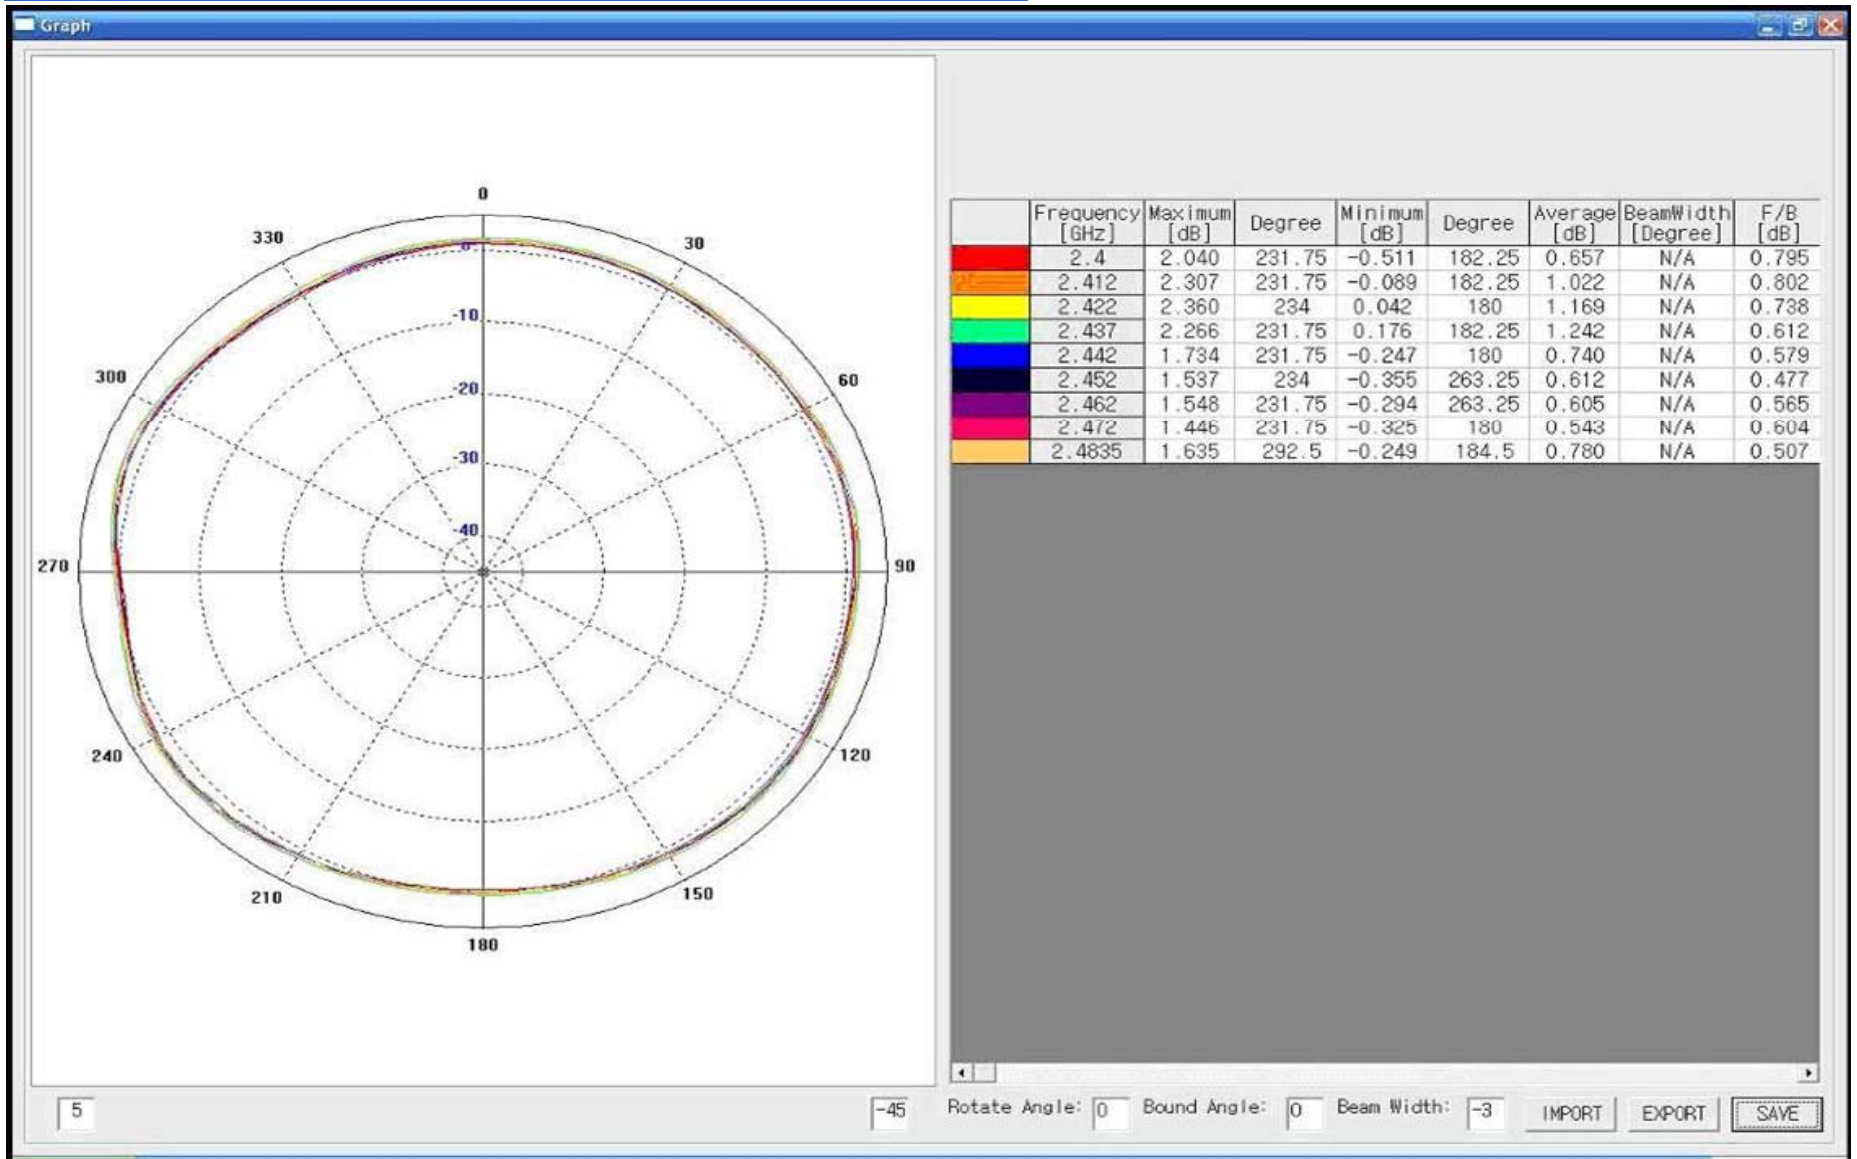 Graph
0
330
30
0
-10
300
60
-20
-30
-40
270
90
240
120
210
150
180
Frequency [GHz] Maximum [dB] Degree Minimum [dB] Degree Average [dB] BeamWidth [Degree] F/B [dB]
2.4 2.040 231.75 -0.511 182.25 0.657 N/A 0.795
2.412 2.307 231.75 -0.089 182.25 1.022 N/A 0.802
2.422 2.360 234 0.042 180 1.169 N/A 0.738
2.437 2.266 231.75 0.176 182.25 1.242 N/A 0.612
2.442 1.734 231.75 -0.247 180 0.740 N/A 0.579
2.452 1.537 234 -0.355 263.25 0.612 N/A 0.477
2.462 1.548 231.75 -0.294 263.25 0.605 N/A 0.565
2.472 1.446 231.75 -0.325 180 0.543 N/A 0.604
2.4835 1.635 292.5 -0.249 184.5 0.780 N/A 0.507
5 -45 Rotate Angle: 0 Bound Angle: 0 Beam Width: -3 IMPORT EXPORT SAVE